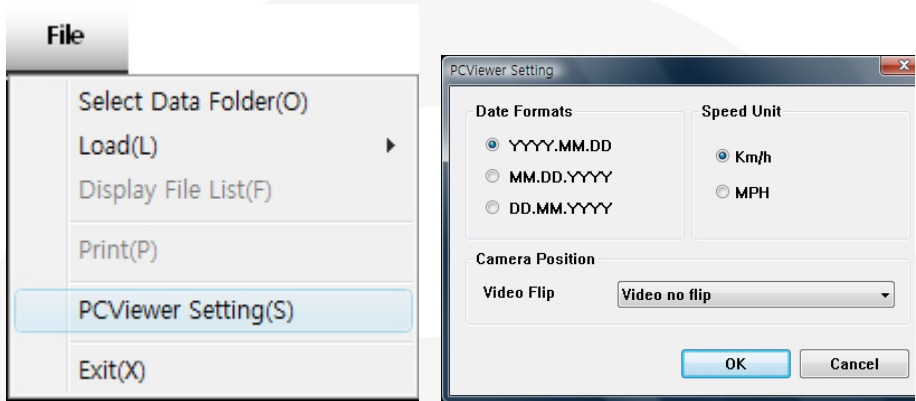 File
Select Data Folder(O)
Load(L)
Display File List(F)
Print(P)
PCViewer Setting(S)
Exit(X)
PCViewer Setting
Date Formats
YYYY.MM.DD
MM.DD.YYYY
DD.MM.YYYY
Speed Unit
Km/h
MPH
Camera Position
Video Flip Video no flip
OK Cancel